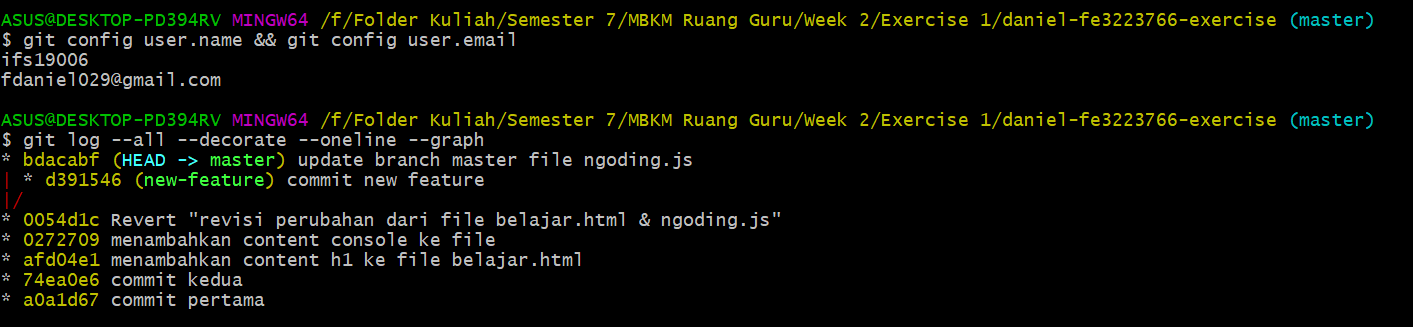 ASUS@DESKTOP-PD394RV MINGW64 /f/Folder Kuliah/Semester 7/MBKM Ruang Guru/Week 2/Exercise 1/daniel-fe3223766-exercise (master)
$ git config user.name && git config user.email
ifs19006
fdaniel029@gmail.com
ASUS@DESKTOP-PD394RV MINGW64 /f/Folder Kuliah/Semester 7/MBKM Ruang Guru/Week 2/Exercise 1/daniel-fe3223766-exercise (master)
$ git log --all --decorate --oneline --graph
* bdacabf (HEAD -> master) update branch master file ngoding.js
| * d391546 (new-feature) commit new feature
|/
* 0054d1c Revert "revisi perubahan dari file belajar.html & ngoding.js"
* 0272709 menambahkan content console ke file
* afd04e1 menambahkan content h1 ke file belajar.html
* 74ea0e6 commit kedua
* a0a1d67 commit pertama